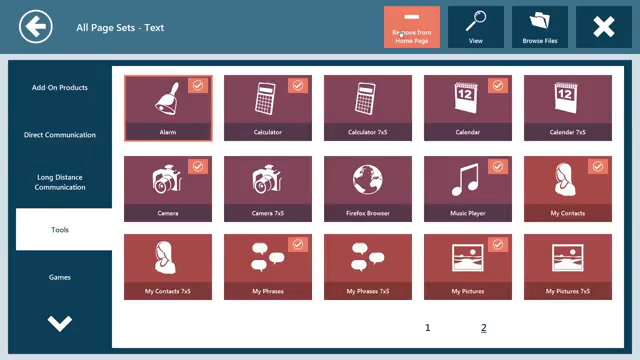 All Page Sets - Text
Remove from
Home Page
View
Browse Files
Add-On Products
Direct Communication
Long Distance
Communication
Tools
Games
Alarm
Calculator
Calculator 7x5
12
Calendar
12
Calendar 7x5
Camera
Camera 7x5
Firefox Browser
Music Player
My Contacts
My Contacts 7x5
My Phrases
My Phrases 7x5
My Pictures
My Pictures 7x5
1 2